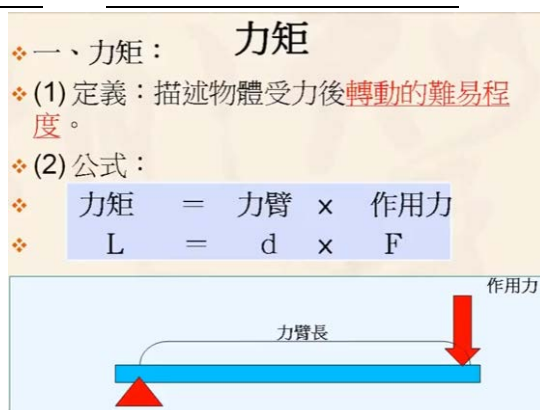 力矩
一、力矩：
(1) 定義：描述物體受力後轉動的難易程
度。
(2) 公式：
力矩 = 力臂 x 作用力
L = d x F
作用力
力臂長